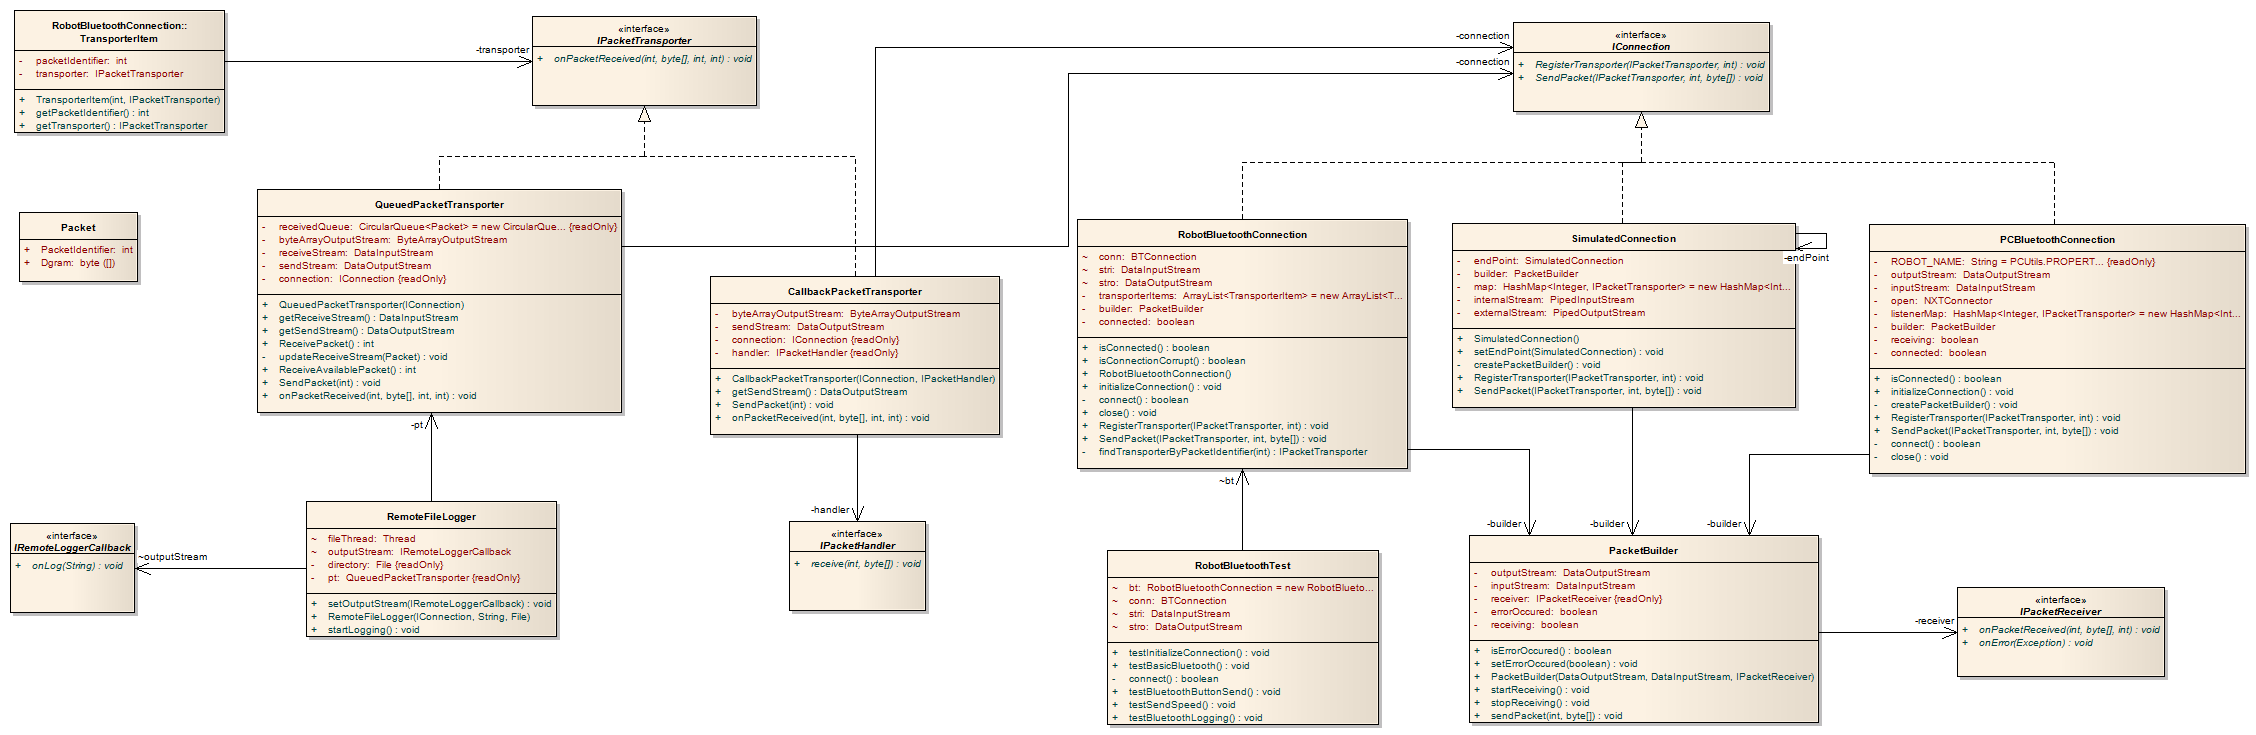 RobotBluetoothConnection::
TransporterItem
- packetIdentifier: int
- transporter: IPacketTransporter
+ TransporterItem(int, IPacketTransporter)
+ getPacketIdentifier() : int
+ getTransporter() : IPacketTransporter
-transporter
«interface»
IPacketTransporter
+ onPacketReceived(int, byte[], int, int) : void
-connection
-connection
«interface»
IConnection
+ RegisterTransporter(IPacketTransporter, int) : void
+ SendPacket(IPacketTransporter, int, byte[]) : void
Packet
+ PacketIdentifier: int
+ Dgram: byte ([])
QueuedPacketTransporter
- receivedQueue: CircularQueue<Packet> = new CircularQue... {readOnly}
- byteArrayOutputStream: ByteArrayOutputStream
- receiveStream: DataInputStream
- sendStream: DataOutputStream
- connection: IConnection {readOnly}
+ QueuedPacketTransporter(IConnection)
+ getReceiveStream() : DataInputStream
+ getSendStream() : DataOutputStream
+ ReceivePacket() : int
- updateReceiveStream(Packet) : void
+ ReceiveAvailablePacket() : int
+ SendPacket(int) : void
+ onPacketReceived(int, byte[], int, int) : void
CallbackPacketTransporter
- byteArrayOutputStream: ByteArrayOutputStream
- sendStream: DataOutputStream
- connection: IConnection {readOnly}
- handler: IPacketHandler {readOnly}
+ CallbackPacketTransporter(IConnection, IPacketHandler)
+ getSendStream() : DataOutputStream
+ SendPacket(int) : void
+ onPacketReceived(int, byte[], int, int) : void
RobotBluetoothConnection
~ conn: BTConnection
~ stri: DataInputStream
~ stro: DataOutputStream
- transporterItems: ArrayList<TransporterItem> = new ArrayList<T...
- builder: PacketBuilder
- connected: boolean
+ isConnected() : boolean
+ isConnectionCorrupt() : boolean
+ RobotBluetoothConnection()
+ initializeConnection() : void
- connect() : boolean
+ close() : void
+ RegisterTransporter(IPacketTransporter, int) : void
+ SendPacket(IPacketTransporter, int, byte[]) : void
- findTransporterByPacketIdentifier(int) : IPacketTransporter
SimulatedConnection
- endPoint: SimulatedConnection
- builder: PacketBuilder
- map: HashMap<Integer, IPacketTransporter> = new HashMap<Int...
- internalStream: PipedInputStream
- externalStream: PipedOutputStream
+ SimulatedConnection()
+ setEndPoint(SimulatedConnection) : void
- createPacketBuilder() : void
+ RegisterTransporter(IPacketTransporter, int) : void
+ SendPacket(IPacketTransporter, int, byte[]) : void
-endPoint
PCBluetoothConnection
- ROBOT_NAME: String = PCUtils.PROPERT... {readOnly}
- outputStream: DataOutputStream
- inputStream: DataInputStream
- open: NXTConnector
- listenerMap: HashMap<Integer, IPacketTransporter> = new HashMap<Int...
- builder: PacketBuilder
- receiving: boolean
- connected: boolean
+ isConnected() : boolean
+ initializeConnection() : void
- createPacketBuilder() : void
+ RegisterTransporter(IPacketTransporter, int) : void
+ SendPacket(IPacketTransporter, int, byte[]) : void
- connect() : boolean
- close() : void
-pt
-handler
~bt
-builder
-builder
-builder
«interface»
IRemoteLoggerCallback
+ onLog(String) : void
~outputStream
RemoteFileLogger
~ fileThread: Thread
~ outputStream: IRemoteLoggerCallback
- directory: File {readOnly}
- pt: QueuedPacketTransporter {readOnly}
+ setOutputStream(IRemoteLoggerCallback) : void
+ RemoteFileLogger(IConnection, String, File)
+ startLogging() : void
«interface»
IPacketHandler
+ receive(int, byte[]) : void
RobotBluetoothTest
~ bt: RobotBluetoothConnection = new RobotBlueto...
~ conn: BTConnection
~ stri: DataInputStream
~ stro: DataOutputStream
+ testInitializeConnection() : void
+ testBasicBluetooth() : void
- connect() : boolean
+ testBluetoothButtonSend() : void
+ testSendSpeed() : void
+ testBluetoothLogging() : void
PacketBuilder
- outputStream: DataOutputStream
- inputStream: DataInputStream
- receiver: IPacketReceiver {readOnly}
- errorOccured: boolean
- receiving: boolean
+ isErrorOccured() : boolean
+ setErrorOccured(boolean) : void
+ PacketBuilder(DataOutputStream, DataInputStream, IPacketReceiver)
+ startReceiving() : void
+ stopReceiving() : void
+ sendPacket(int, byte[]) : void
-receiver
«interface»
IPacketReceiver
+ onPacketReceived(int, byte[], int) : void
+ onError(Exception) : void